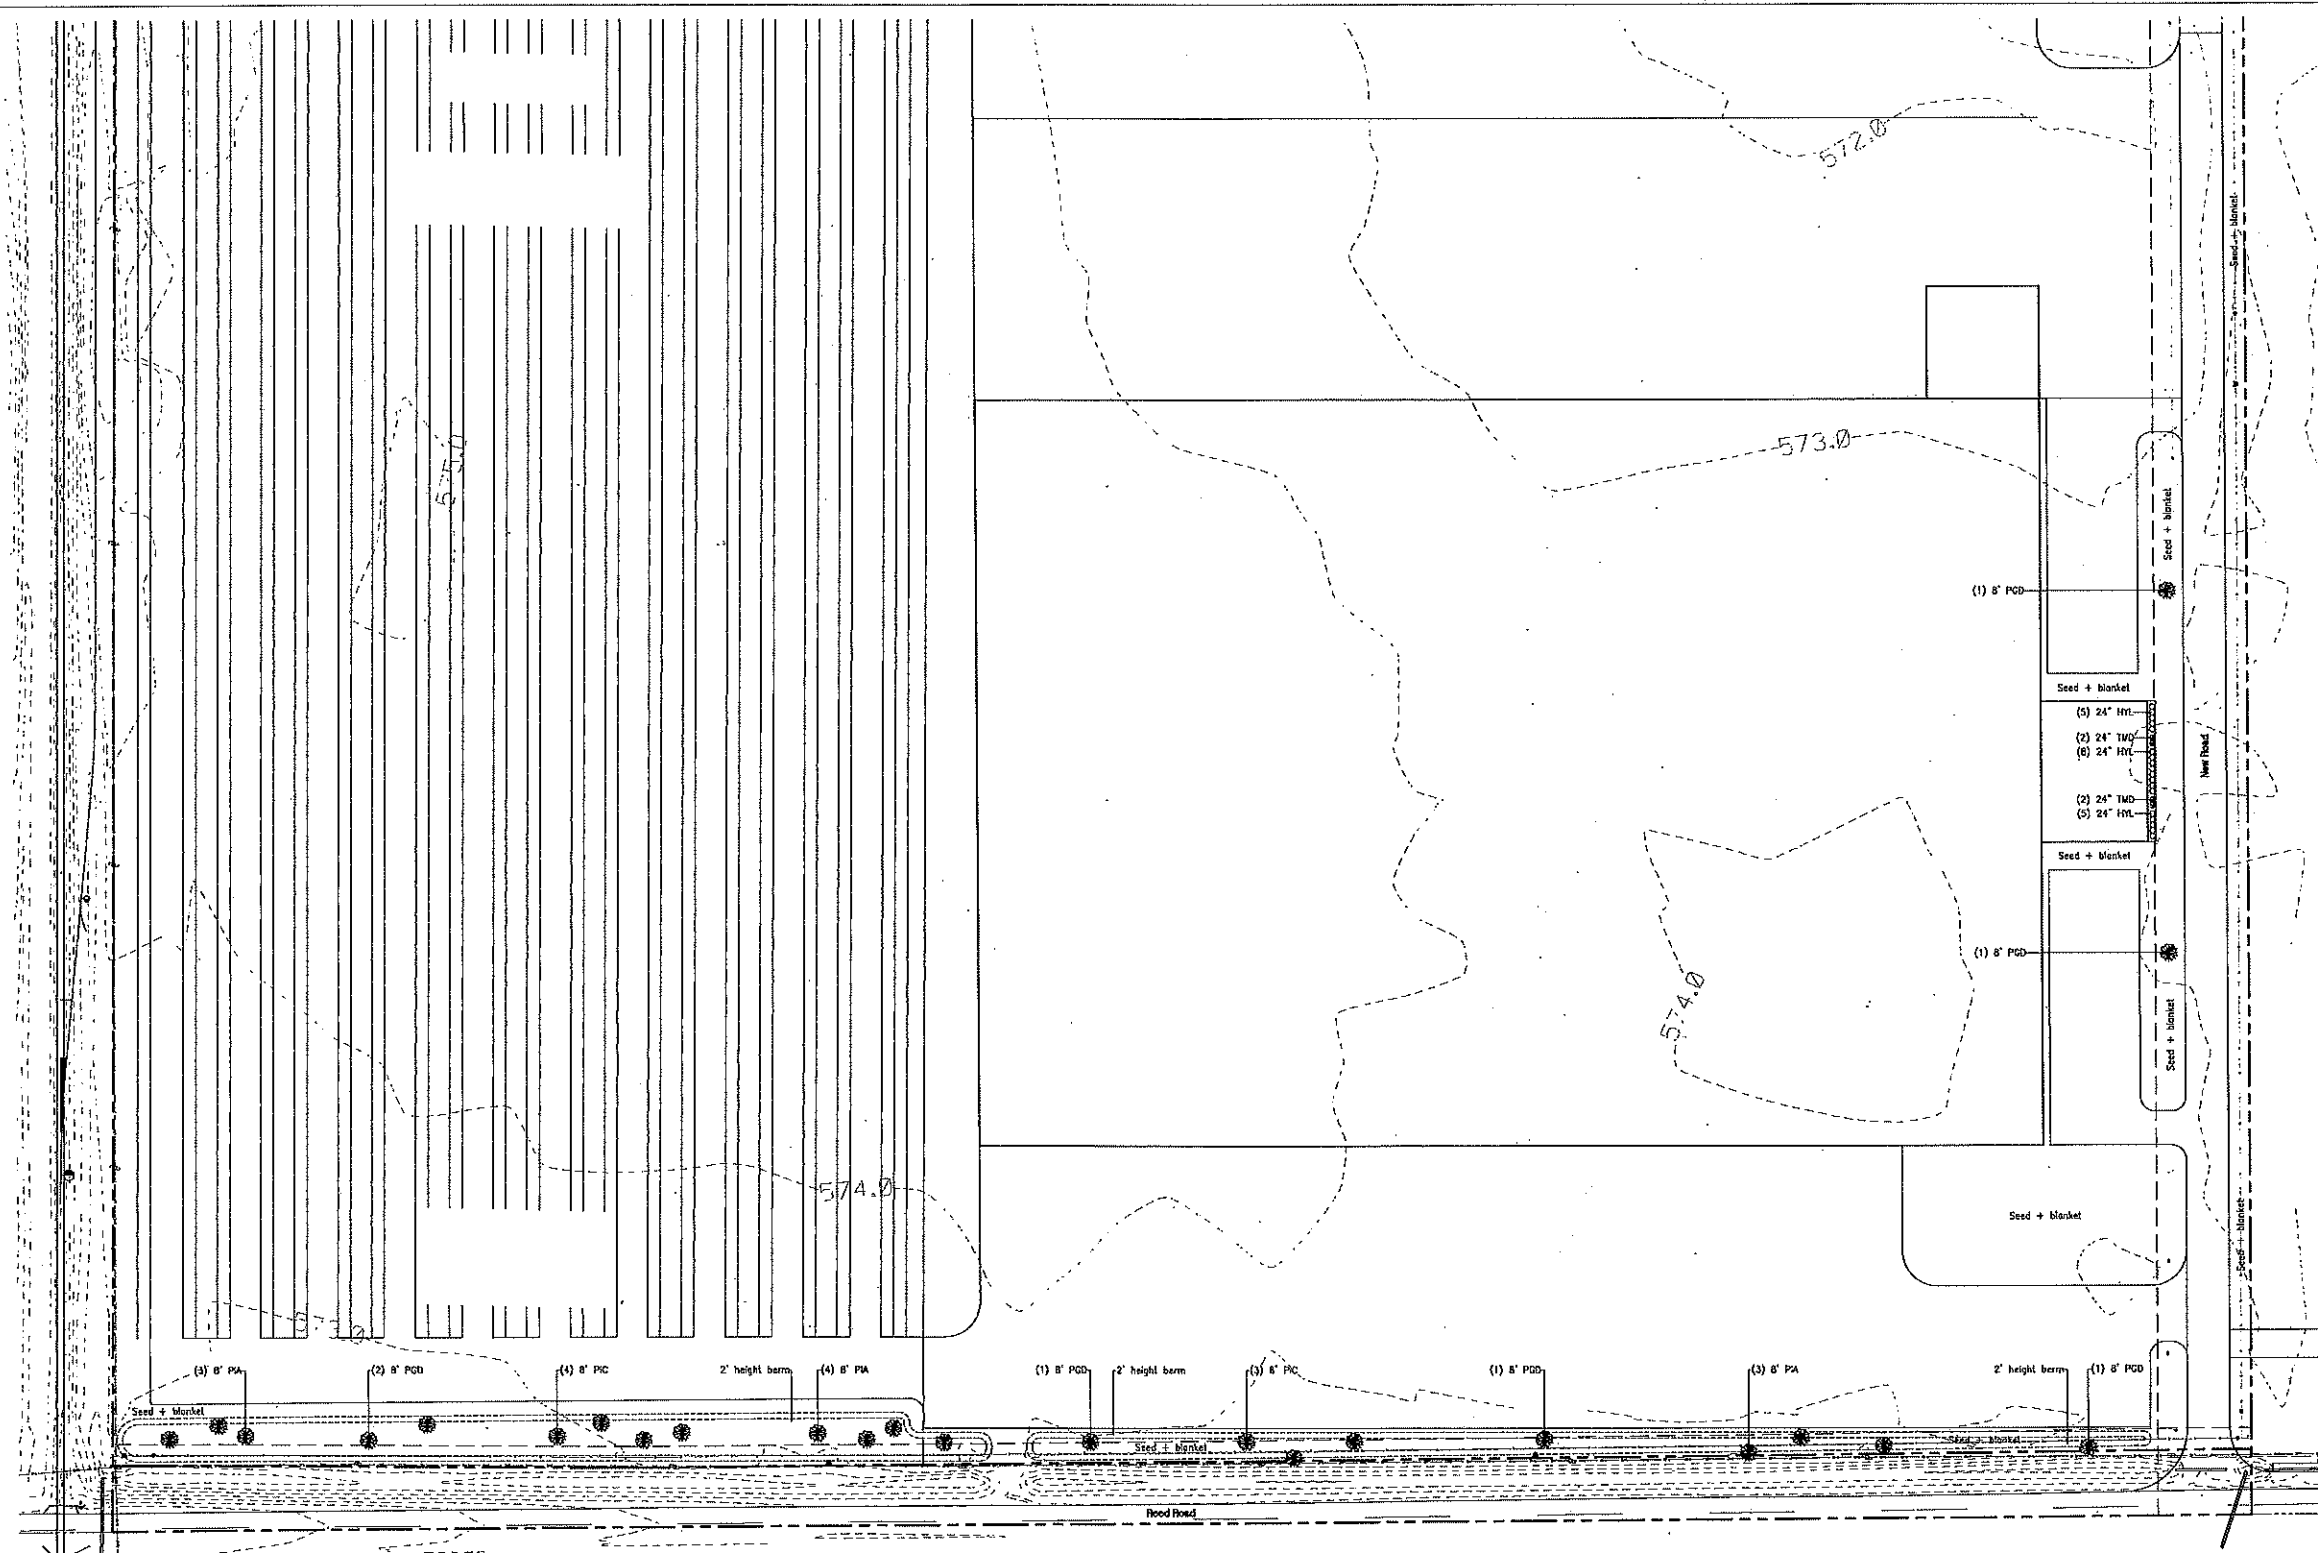 572.0
Seed + blanket
573.0
575.0
Seed + blanket
(1) 8' PGD
Seed + blanket
(5) 24" HYL
(2) 24" TMD
(8) 24" HYL
New Road
(2) 24" TMD
(5) 24" HYL
Seed + blanket
(1) 8' PGD
574.0
Seed + blanket
574.0
Seed + blanket
Seed + blanket
(3) 8' PIA
(2) 8' PGD
(4) 8' PIC
2' height berm
(4) 8' PIA
(1) 8' PGD
2' height berm
(3) 8' PIC
(1) 8' PGD
(3) 8' PIA
2' height berm
(1) 8' PGD
Seed + blanket
Seed + blanket
Seed + blanket
Reed Road